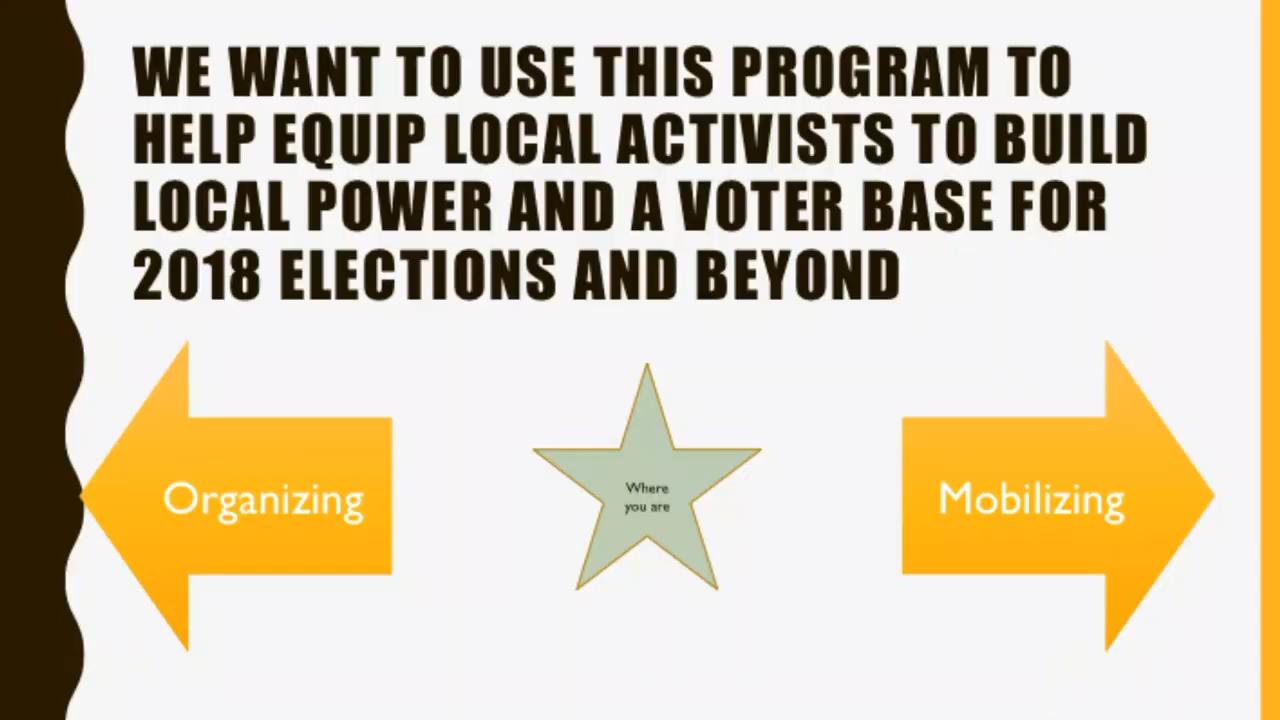 WE WANT TO USE THIS PROGRAM TO
HELP EQUIP LOCAL ACTIVISTS TO BUILD
LOCAL POWER AND A VOTER BASE FOR
2018 ELECTIONS AND BEYOND
Organizing
Where
you are
Mobilizing